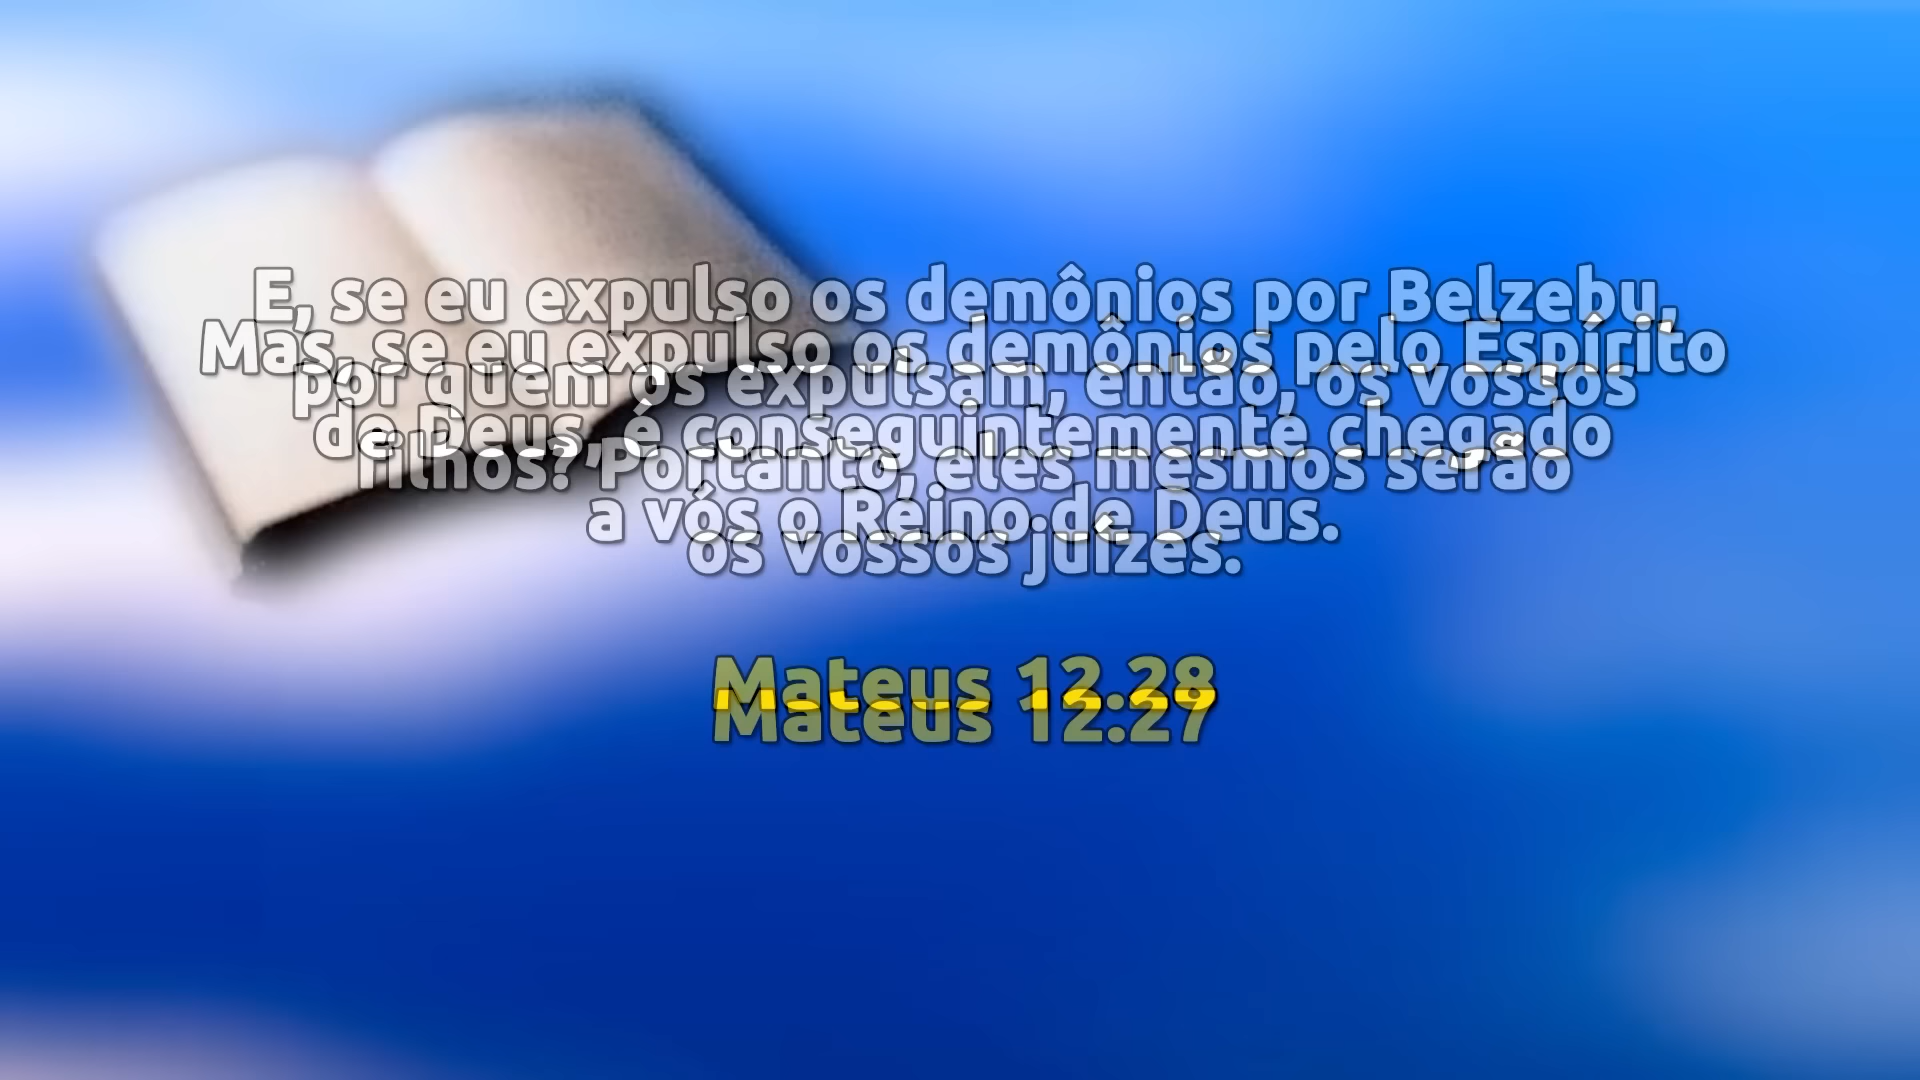 E, se eu expulso os demônios por Belzebu,
por quem os expulsam, então, os vossos
filhos? Portanto, eles mesmos serão
os vossos juízes.
Mateus 12:27
Mas, se eu expulso os demônios pelo Espírito
de Deus, é conseguintemente chegado
a vós o Reino de Deus.
Mateus 12:28